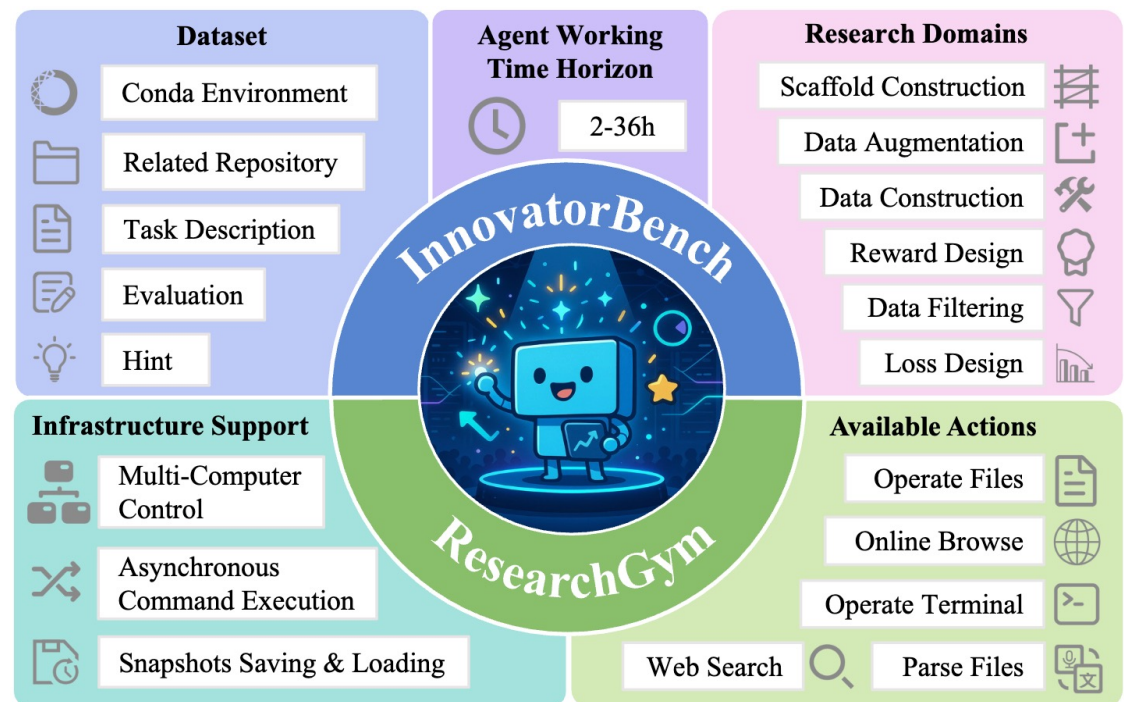 Dataset
Conda Environment
Related Repository
Task Description
Evaluation
Hint
Agent Working
Time Horizon
2-36h
Research Domains
Scaffold Construction
Data Augmentation
Data Construction
Reward Design
Data Filtering
Loss Design
InnovatorBench
ResearchGym
Infrastructure Support
Multi-Computer
Control
Asynchronous
Command Execution
Snapshots Saving & Loading
Available Actions
Operate Files
Online Browse
Operate Terminal
Web Search
Parse Files
文